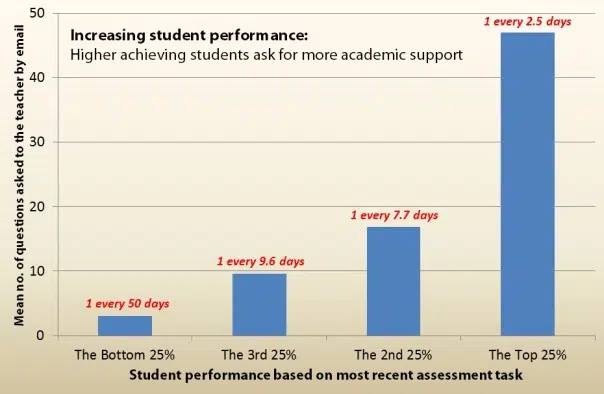 Increasing student performance:
Higher achieving students ask for more academic support
Mean no. of questions asked to the teacher by email
50
40
30
20
10
0
1 every 50 days
1 every 9.6 days
1 every 7.7 days
1 every 2.5 days
The Bottom 25%
The 3rd 25%
The 2nd 25%
The Top 25%
Student performance based on most recent assessment task